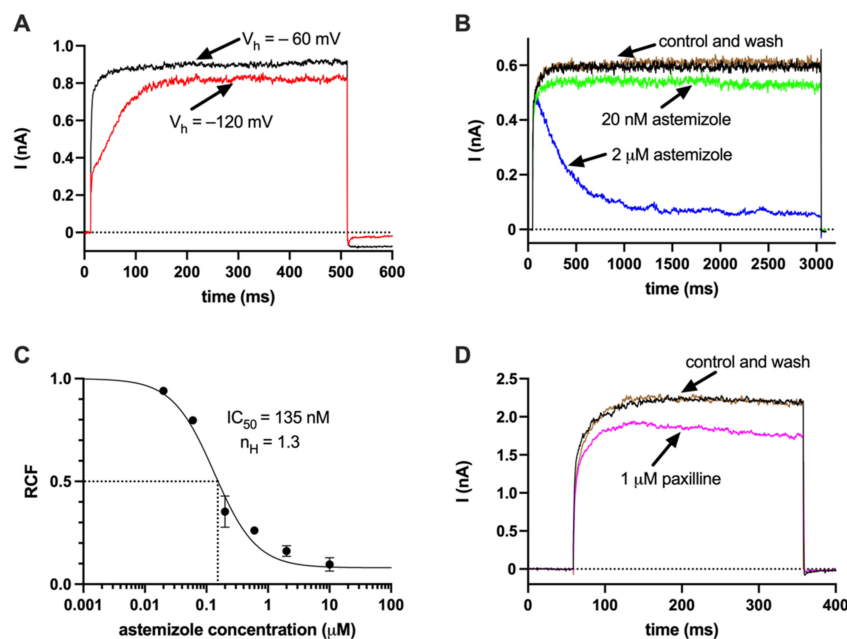 A
V_h = – 60 mV
V_h = –120 mV
I (nA)
1.0
0.8
0.6
0.4
0.2
0
0 100 200 300 400 500 600
time (ms)
B
control and wash
20 nM astemizole
2 μM astemizole
I (nA)
0.6
0.4
0.2
0
0 500 1000 1500 2000 2500 3000
time (ms)
C
IC50 = 135 nM
n_H = 1.3
RCF
1.0
0.5
0.0
0.001 0.01 0.1 1 10 100
astemizole concentration (μM)
D
control and wash
1 μM paxilline
I (nA)
2.5
2.0
1.5
1.0
0.5
0.0
0 100 200 300 400
time (ms)